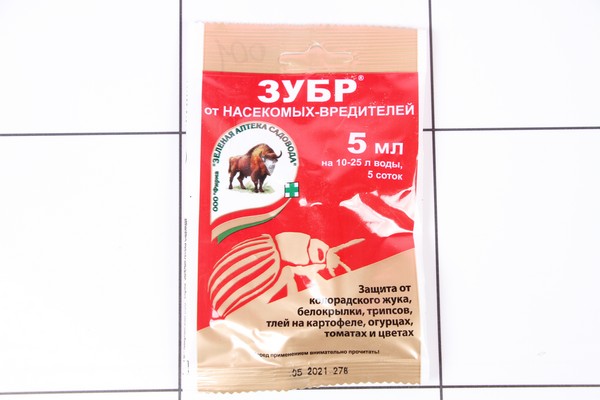 ЗУБР®
от НАСЕКОМЫХ-ВРЕДИТЕЛЕЙ
ООО "Фирма "ЗЕЛЕНАЯ АПТЕКА САДОВОДА"
5 мл
на 10-25 л воды,
5 соток
Защита от
колорадского жука,
белокрылки, трипсов,
тлей на картофеле, огурцах,
томатах и цветах
применением внимательно прочитать!
05 2021 278